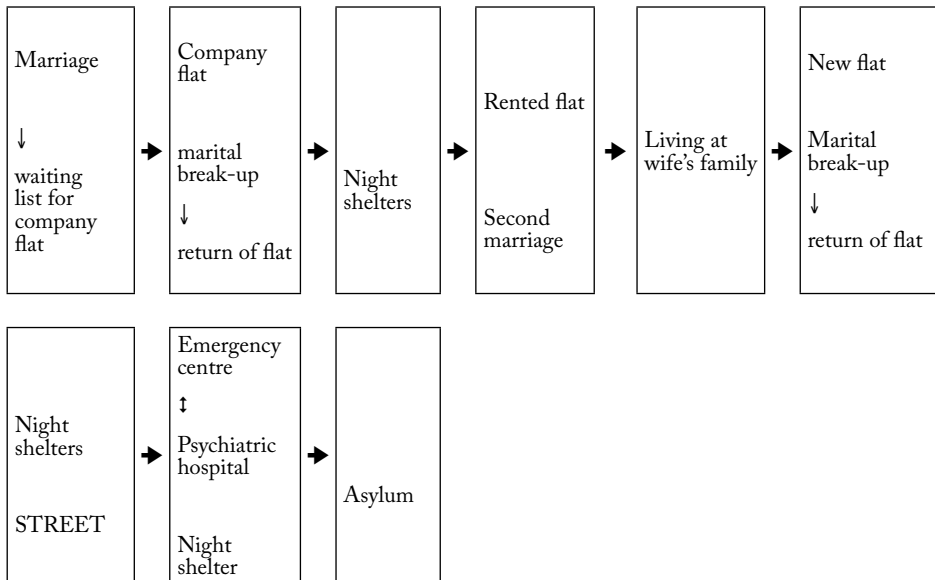 Marriage
↓
waiting
list for
company
flat
Company
flat
marital
break-up
↓
return of flat
Night
shelters
Rented flat
Second
marriage
Living at
wife's family
New flat
Marital
break-up
↓
return of flat
Night
shelters
STREET
Emergency
centre
↕
Psychiatric
hospital
Night
shelter
Asylum